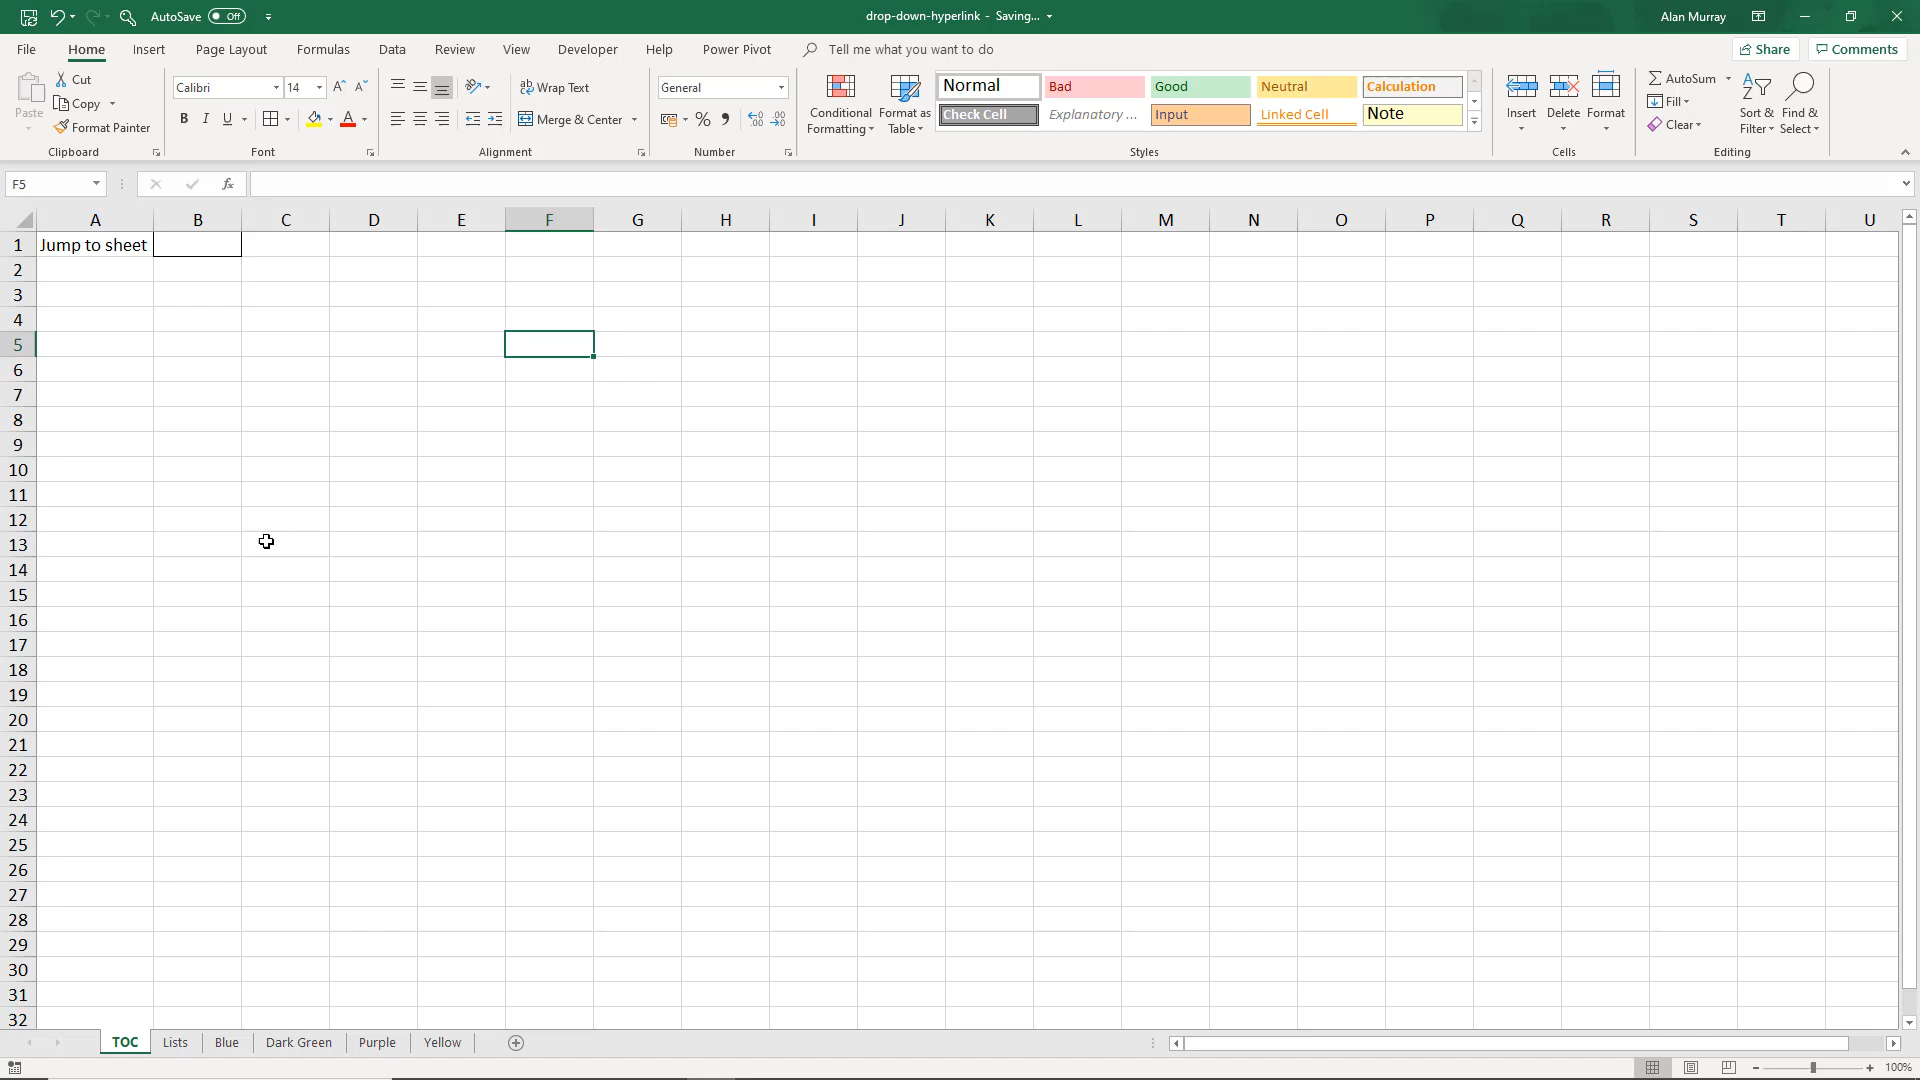 AutoSave Off
drop-down-hyperlink - Saving...
Alan Murray
File Home Insert Page Layout Formulas Data Review View Developer Help Power Pivot Tell me what you want to do Share Comments
Paste
Cut
Copy
Format Painter
Clipboard
Calibri 14
B I U
Font
Wrap Text
Merge & Center
Alignment
General
Number
Conditional Formatting
Format as Table
Normal Bad Good Neutral Calculation
Check Cell Explanatory ... Input Linked Cell Note
Styles
Insert Delete Format
Cells
AutoSum
Fill
Clear
Sort & Filter
Find & Select
Editing
F5
fx
A B C D E F G H I J K L M N O P Q R S T U
1 Jump to sheet
2
3
4
5
6
7
8
9
10
11
12
13
14
15
16
17
18
19
20
21
22
23
24
25
26
27
28
29
30
31
32
TOC Lists Blue Dark Green Purple Yellow
100%